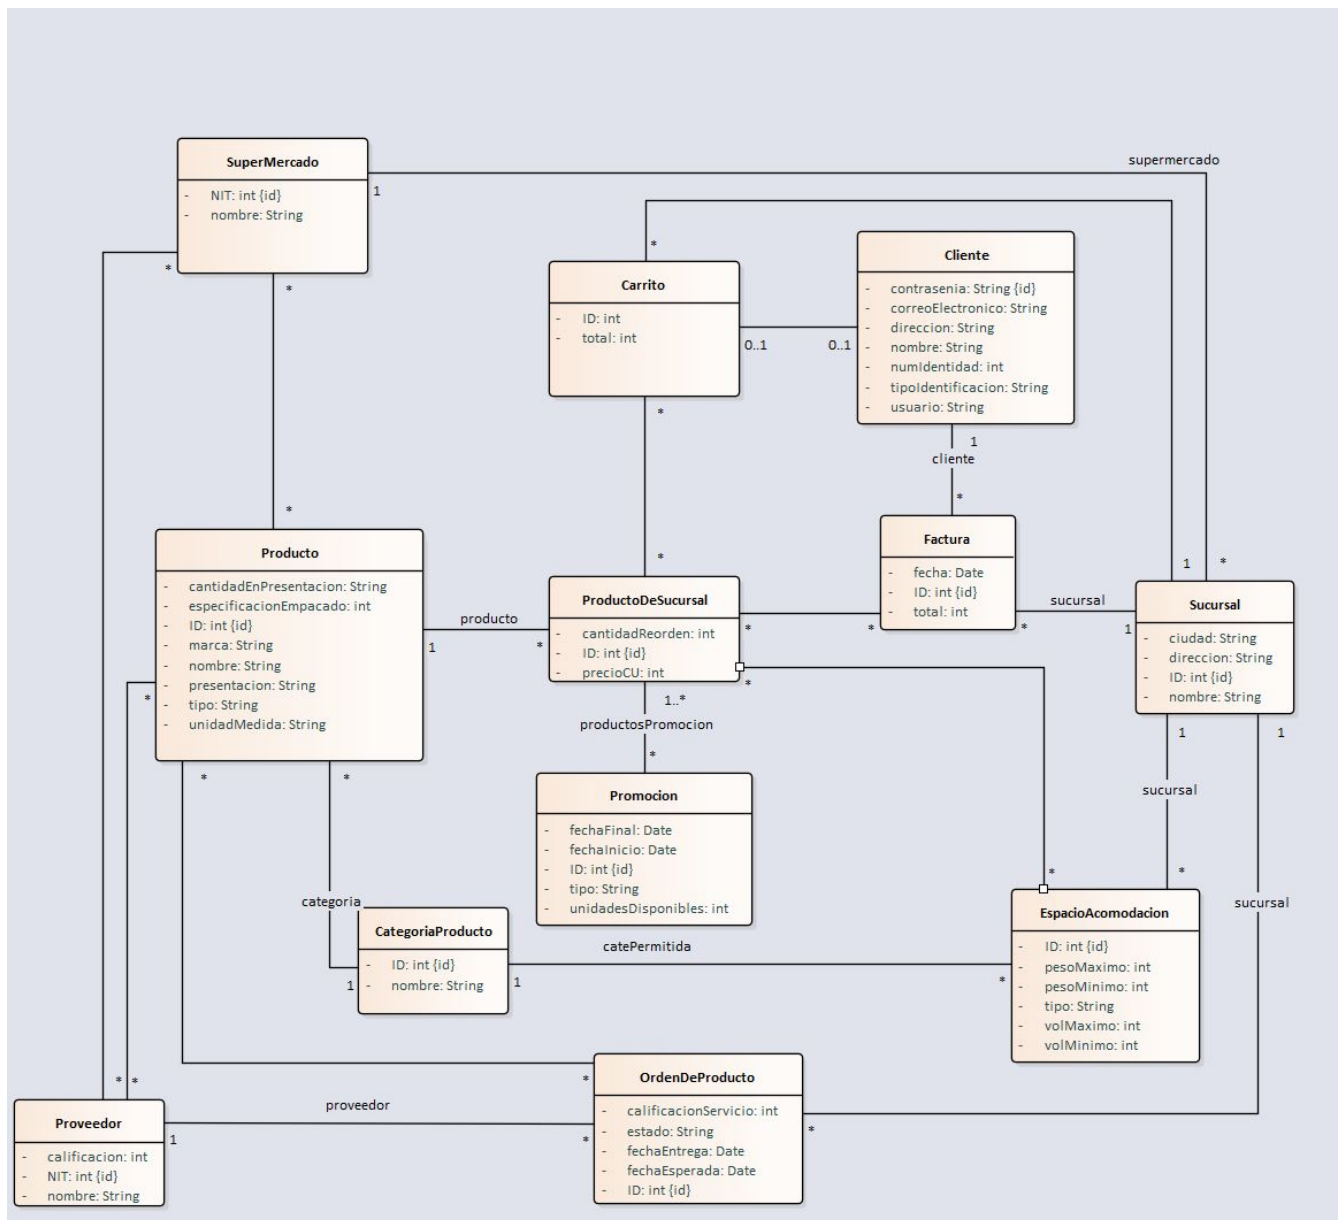 SuperMercado
- NIT: int {id}
- nombre: String
1
supermercado
*
*
*
Carrito
- ID: int
- total: int
Cliente
- contrasenia: String {id}
- correoElectronico: String
- direccion: String
- nombre: String
- numIdentidad: int
- tipoIdentificacion: String
- usuario: String
0..1
0..1
*
1
cliente
*
*
*
Producto
- cantidadEnPresentacion: String
- especificacionEmpacado: int
- ID: int {id}
- marca: String
- nombre: String
- presentacion: String
- tipo: String
- unidadMedida: String
producto
1
*
ProductoDeSucursal
- cantidadReorden: int
- ID: int {id}
- precioCU: int
*
*
*
Factura
- fecha: Date
- ID: int {id}
- total: int
sucursal
*
1
1
*
Sucursal
- ciudad: String
- direccion: String
- ID: int {id}
- nombre: String
*
1..*
productosPromocion
*
1
1
*
*
Promocion
- fechaFinal: Date
- fechaInicio: Date
- ID: int {id}
- tipo: String
- unidadesDisponibles: int
sucursal
*
*
categoria
sucursal
CategoriaProducto
- ID: int {id}
- nombre: String
1
1
catePermitida
*
EspacioAcomodacion
- ID: int {id}
- pesoMaximo: int
- pesoMinimo: int
- tipo: String
- volMaximo: int
- volMinimo: int
* *
*
OrdenDeProducto
- calificacionServicio: int
- estado: String
- fechaEntrega: Date
- fechaEsperada: Date
- ID: int {id}
*
proveedor
1
*
Proveedor
- calificacion: int
- NIT: int {id}
- nombre: String